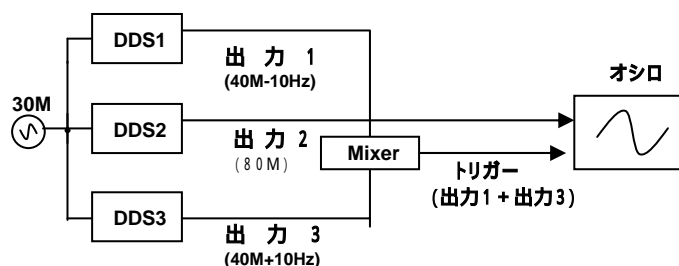 DDS1
出 力 1
(40M-10Hz)
オシロ
30M
DDS2
出 力 2
(80M)
Mixer
トリガー
(出力1+出力3)
DDS3
出 力 3
(40M+10Hz)